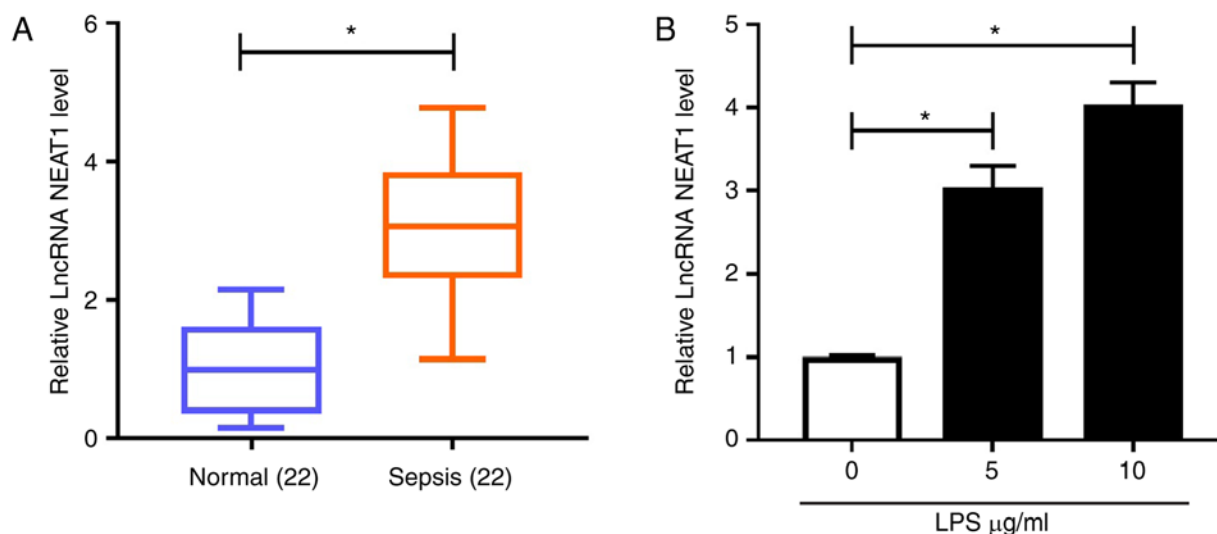 A
Relative LncRNA NEAT1 level
6
4
2
0
*
Normal (22)
Sepsis (22)
B
Relative LncRNA NEAT1 level
5
4
3
2
1
0
*
*
0
5
10
LPS μg/ml